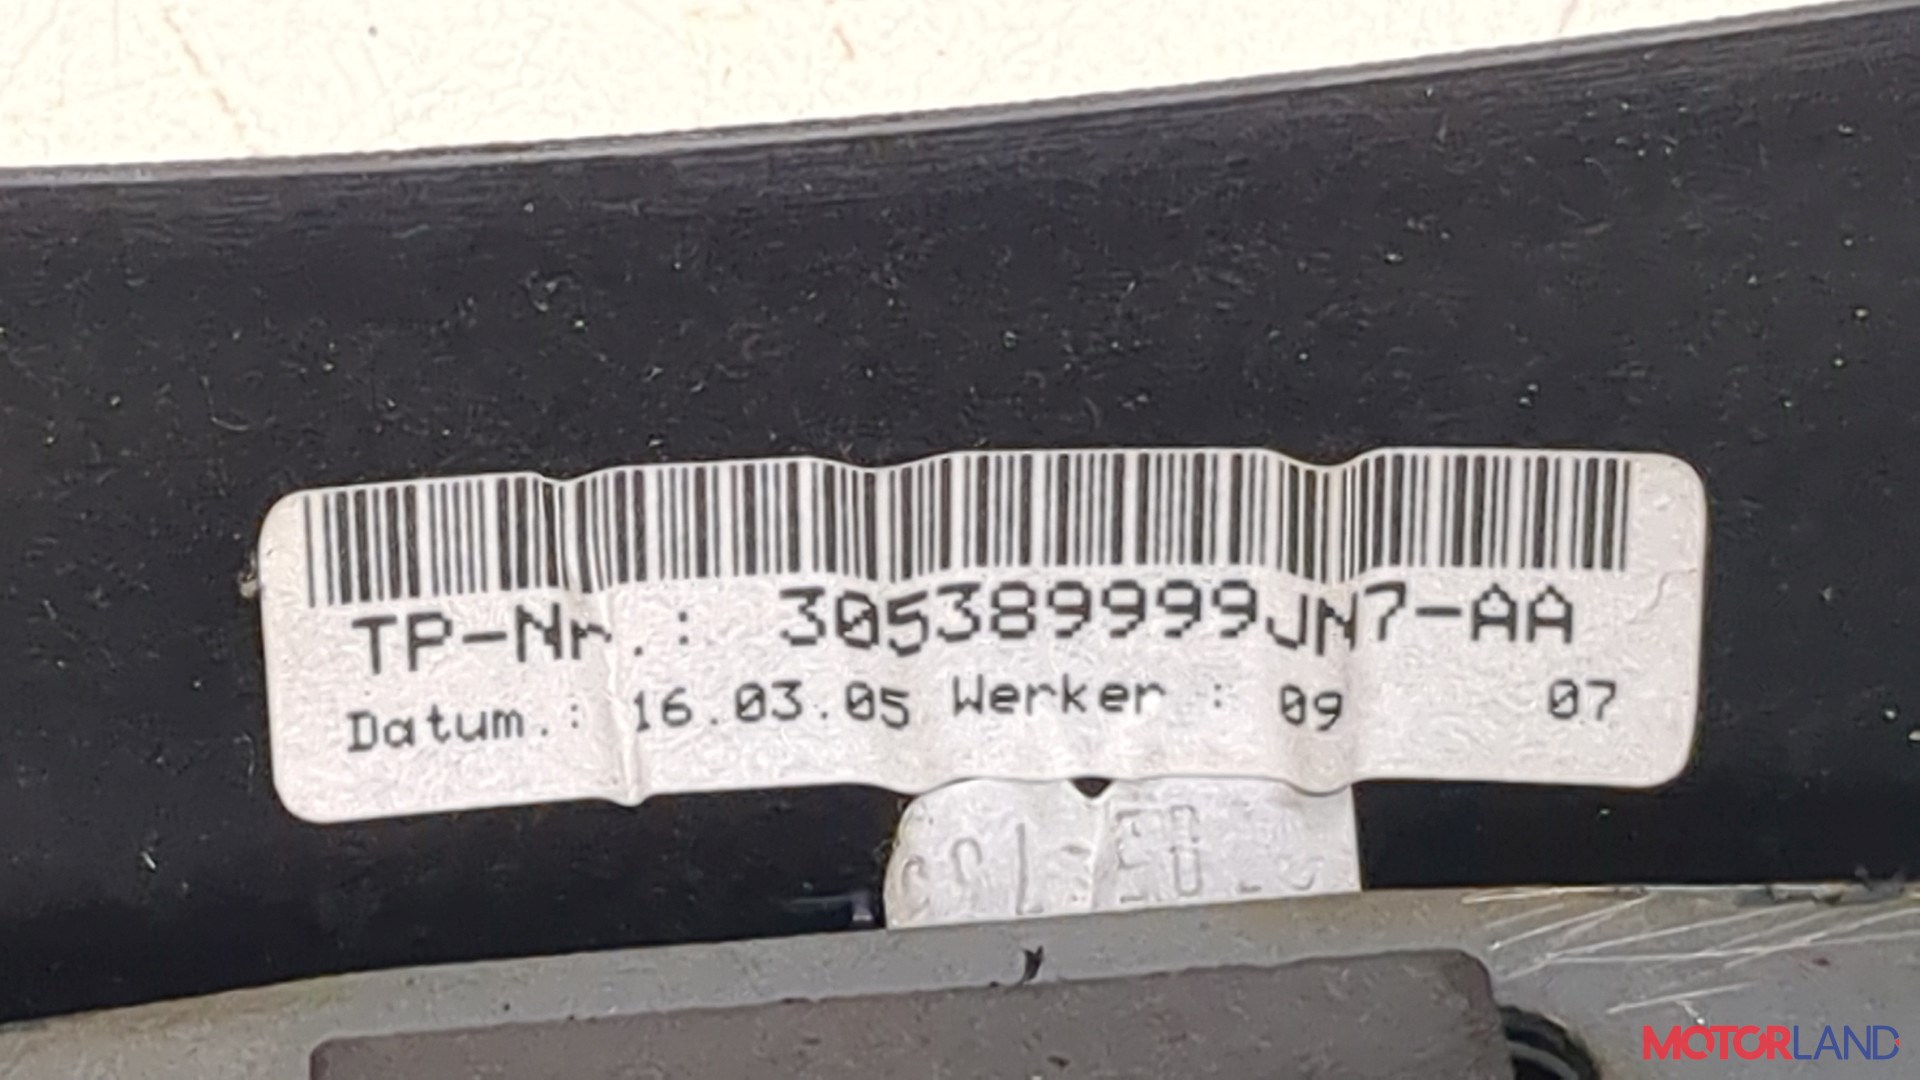 TP-Nr.: 305389999JN7-AA
Datum.: 16.03.05 Werker : 09 07
MOTORLAND